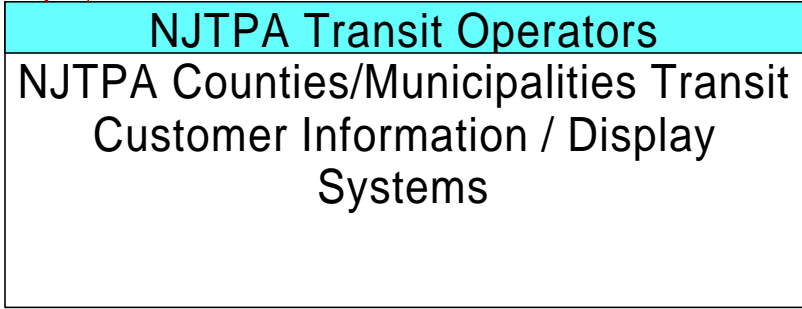 NJTPA Transit Operators
NJTPA Counties/Municipalities Transit
Customer Information / Display
Systems